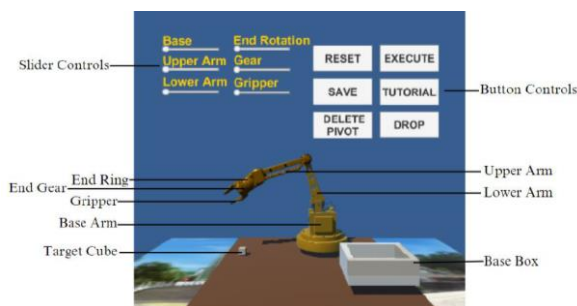 Base
End Rotation
Upper Arm
Gear
Lower Arm
Gripper
RESET
EXECUTE
SAVE
TUTORIAL
DELETE
PIVOT
DROP
Slider Controls
Button Controls
End Ring
End Gear
Gripper
Base Arm
Target Cube
Upper Arm
Lower Arm
Base Box